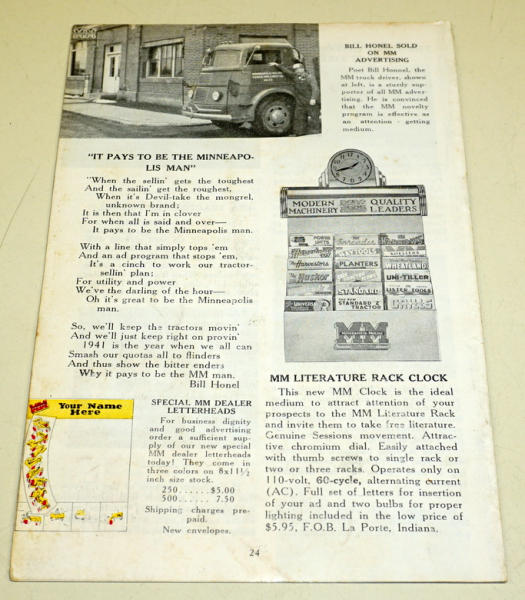 BILL HONEL SOLD
ON MM
ADVERTISING
Poet Bill Honnel, the
MM truck driver, shown
at left, is a sturdy sup-
porter of all MM adver-
tising. He is convinced
that the MM novelty
program is effective as
an attention - getting
medium.
"IT PAYS TO BE THE MINNEAPO-
LIS MAN"
"When the sellin' gets the toughest
And the sailin' get the roughest,
When it's Devil-take the mongrel,
unknown brand;
It is then that I'm in clover
For when all is said and over—
It pays to be the Minneapolis man.
With a line that simply tops 'em
And an ad program that stops 'em,
It's a cinch to work our tractor-
sellin' plan;
For utility and power
We've the darling of the hour—
Oh it's great to be the Minneapolis
man.
So, we'll keep the tractors movin'
And we'll just keep right on provin'
1941 is the year when we all can
Smash our quotas all to flinders
And thus show the bitter enders
Why it pays to be the MM man.
Bill Honel
MODERN
MACHINERY
QUALITY
LEADERS
PLANTERS
WHEATLAND
The Harvestors
The Husker
UNI-TILLER
STANDARD
LISTER TOOLS
UNIVERSAL
STANDARD Z
TRACTOR
DRILLS
MM
Your Name
Here
SPECIAL MM DEALER
LETTERHEADS
For business dignity
and good advertising
order a sufficient sup-
ply of our new special
MM dealer letterheads
today! They come in
three colors on 8x11½
inch size stock.
250......$5.00
500...... 7.50
Shipping charges pre-
paid.
New envelopes.
MM LITERATURE RACK CLOCK
This new MM Clock is the ideal
medium to attract attention of your
prospects to the MM Literature Rack
and invite them to take free literature.
Genuine Sessions movement. Attrac-
tive chromium dial. Easily attached
with thumb screws to single rack or
two or three racks. Operates only on
110-volt, 60-cycle, alternating current
(AC). Full set of letters for insertion
of your ad and two bulbs for proper
lighting included in the low price of
$5.95, F.O.B. La Porte, Indiana.
24